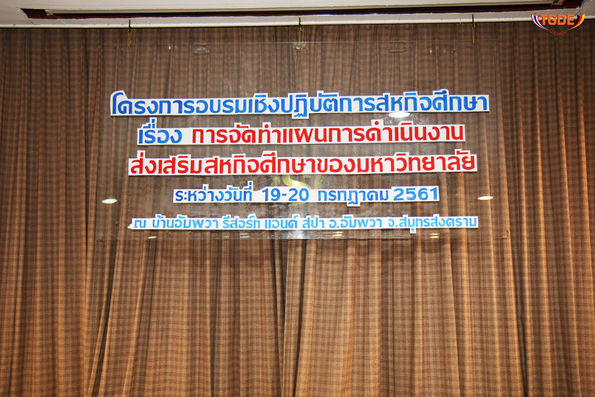 TGDE
โครงการอบรมเชิงปฏิบัติการสหกิจศึกษา
เรื่อง การจัดทำแผนการดำเนินงาน
ส่งเสริมสหกิจศึกษาของมหาวิทยาลัย
ระหว่างวันที่ 19-20 กรกฎาคม 2561
ณ บ้านอัมพวา รีสอร์ท แอนด์ สปา อ.อัมพวา จ.สมุทรสงคราม